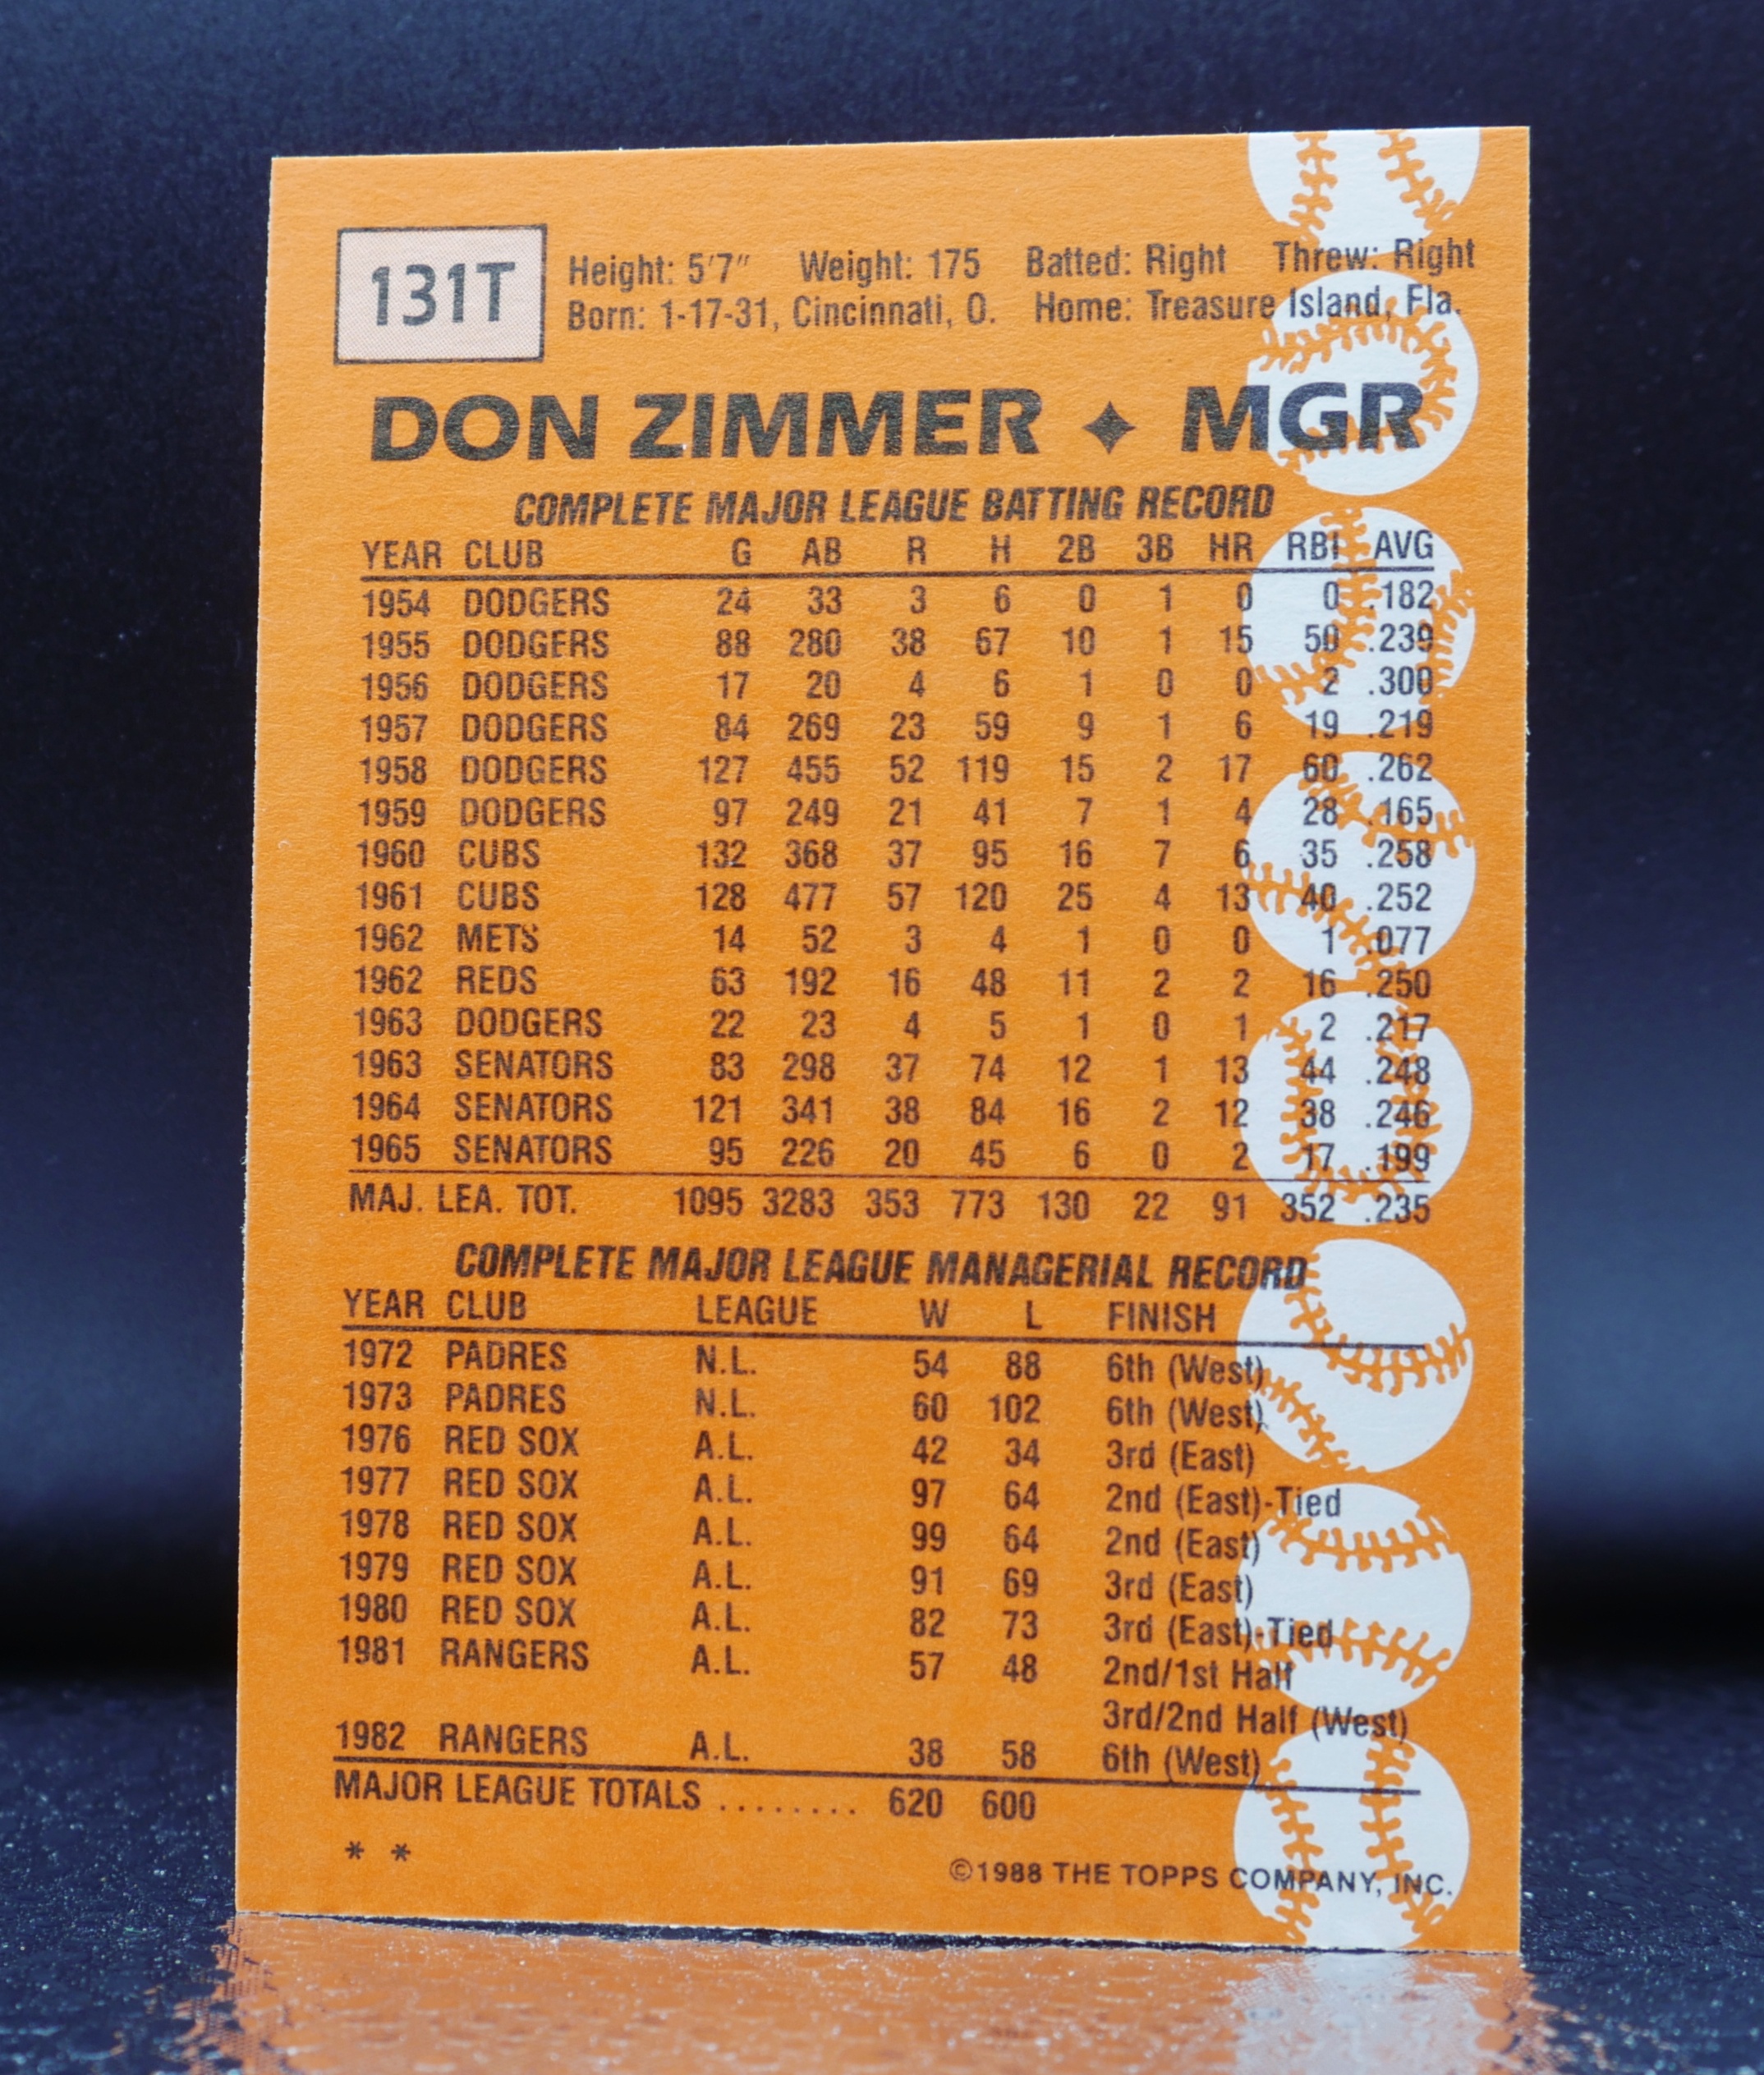 131T
Height: 5'7" Weight: 175 Batted: Right Threw: Right
Born: 1-17-31, Cincinnati, O. Home: Treasure Island, Fla.
DON ZIMMER ✦ MGR
COMPLETE MAJOR LEAGUE BATTING RECORD
YEAR CLUB G AB R H 2B 3B HR RBI AVG
1954 DODGERS 24 33 3 6 0 1 0 0 .182
1955 DODGERS 88 280 38 67 10 1 15 50 .239
1956 DODGERS 17 20 4 6 1 0 0 2 .300
1957 DODGERS 84 269 23 59 9 1 6 19 .219
1958 DODGERS 127 455 52 119 15 2 17 60 .262
1959 DODGERS 97 249 21 41 7 1 4 28 .165
1960 CUBS 132 368 37 95 16 7 6 35 .258
1961 CUBS 128 477 57 120 25 4 13 40 .252
1962 METS 14 52 3 4 1 0 0 1 .077
1962 REDS 63 192 16 48 11 2 2 16 .250
1963 DODGERS 22 23 4 5 1 0 1 2 .217
1963 SENATORS 83 298 37 74 12 1 13 44 .248
1964 SENATORS 121 341 38 84 16 2 12 38 .246
1965 SENATORS 95 226 20 45 6 0 2 17 .199
MAJ. LEA. TOT. 1095 3283 353 773 130 22 91 352 .235
COMPLETE MAJOR LEAGUE MANAGERIAL RECORD
YEAR CLUB LEAGUE W L FINISH
1972 PADRES N.L. 54 88 6th (West)
1973 PADRES N.L. 60 102 6th (West)
1976 RED SOX A.L. 42 34 3rd (East)
1977 RED SOX A.L. 97 64 2nd (East)-Tied
1978 RED SOX A.L. 99 64 2nd (East)
1979 RED SOX A.L. 91 69 3rd (East)
1980 RED SOX A.L. 82 73 3rd (East)-Tied
1981 RANGERS A.L. 57 48 2nd/1st Half
3rd/2nd Half (West)
1982 RANGERS A.L. 38 58 6th (West)
MAJOR LEAGUE TOTALS ........ 620 600
* *
©1988 THE TOPPS COMPANY, INC.